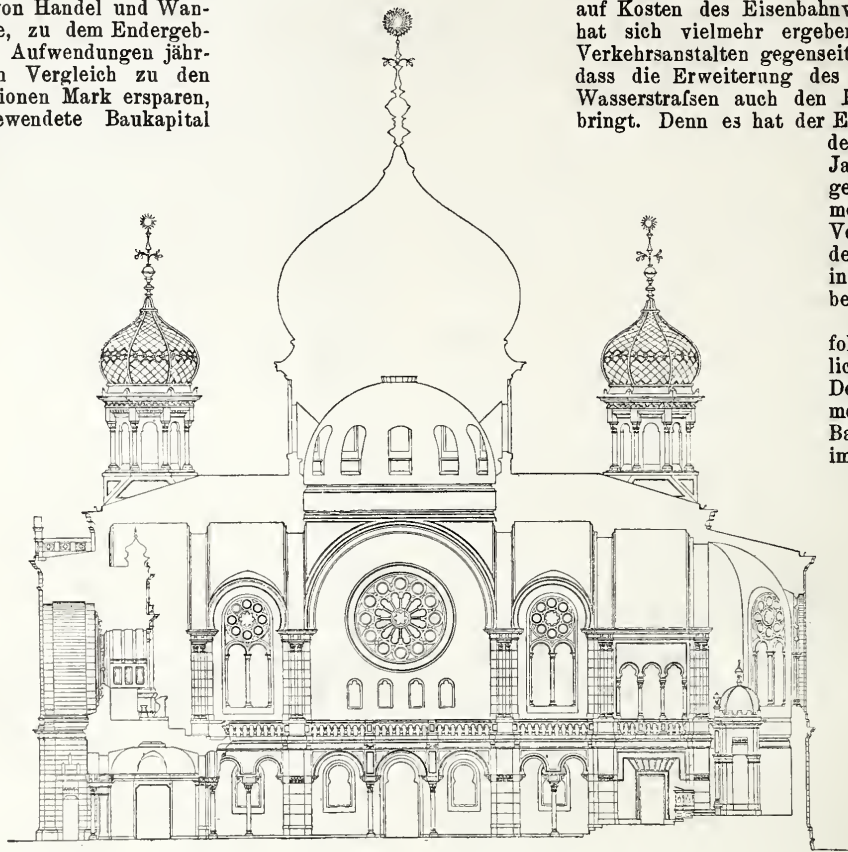 von Handel und Wan-
e, zu dem Endergeb-
Aufwendungen jähr-
Vergleich zu den
ionen Mark ersparen,
ewendete Baukapital
auf Kosten des Eisenbahnv
hat sich vielmehr ergeben
Verkehrsanstalten gegenseit
dass die Erweiterung des
Wasserstraſsen auch den
bringt. Denn es hat der E
de
Ja
ge
me
Ve
de
in
be
fol
lic
De
me
Ba
im